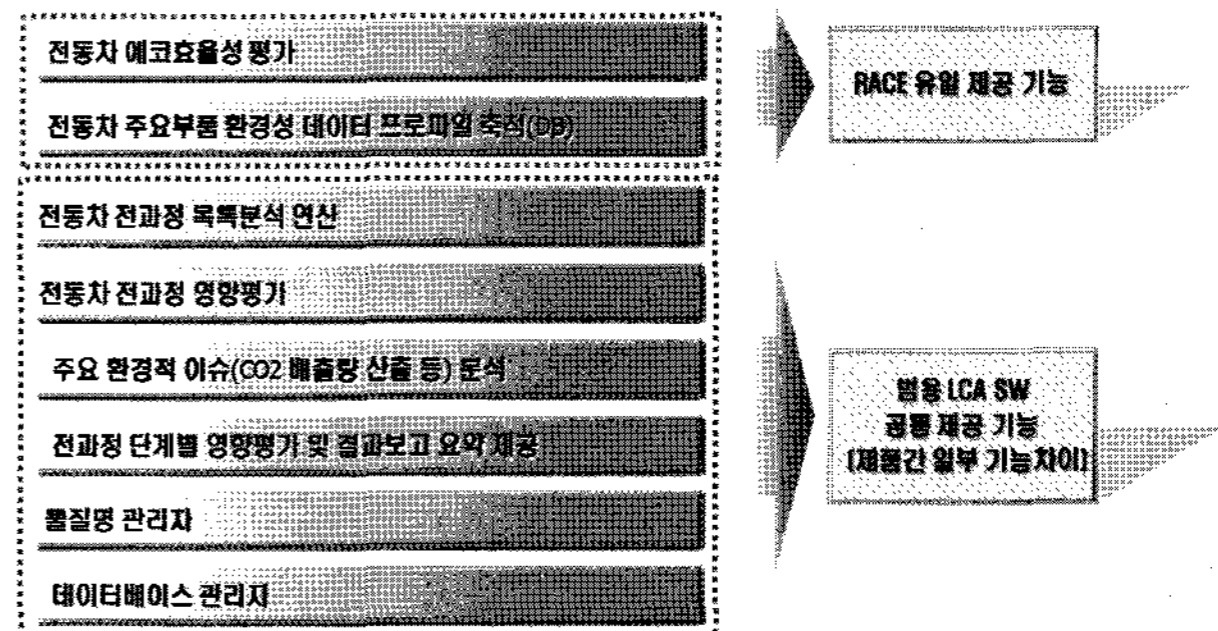 전동차 에코효율성 평가
전동차 주요부품 환경성 데이터 프로파일 축적(DB)
RACE 유일 제공 기능
전동차 전과정 목록분석 연산
전동차 전과정 영향평가
주요 환경적 이슈(CO2 배출량 산출 등) 분석
전과정 단계별 영향평가 및 결과보고 요약 제공
물질명 관리자
데이터베이스 관리자
범용 LCA SW
공통 제공 기능
[제품간 일부 기능차이]